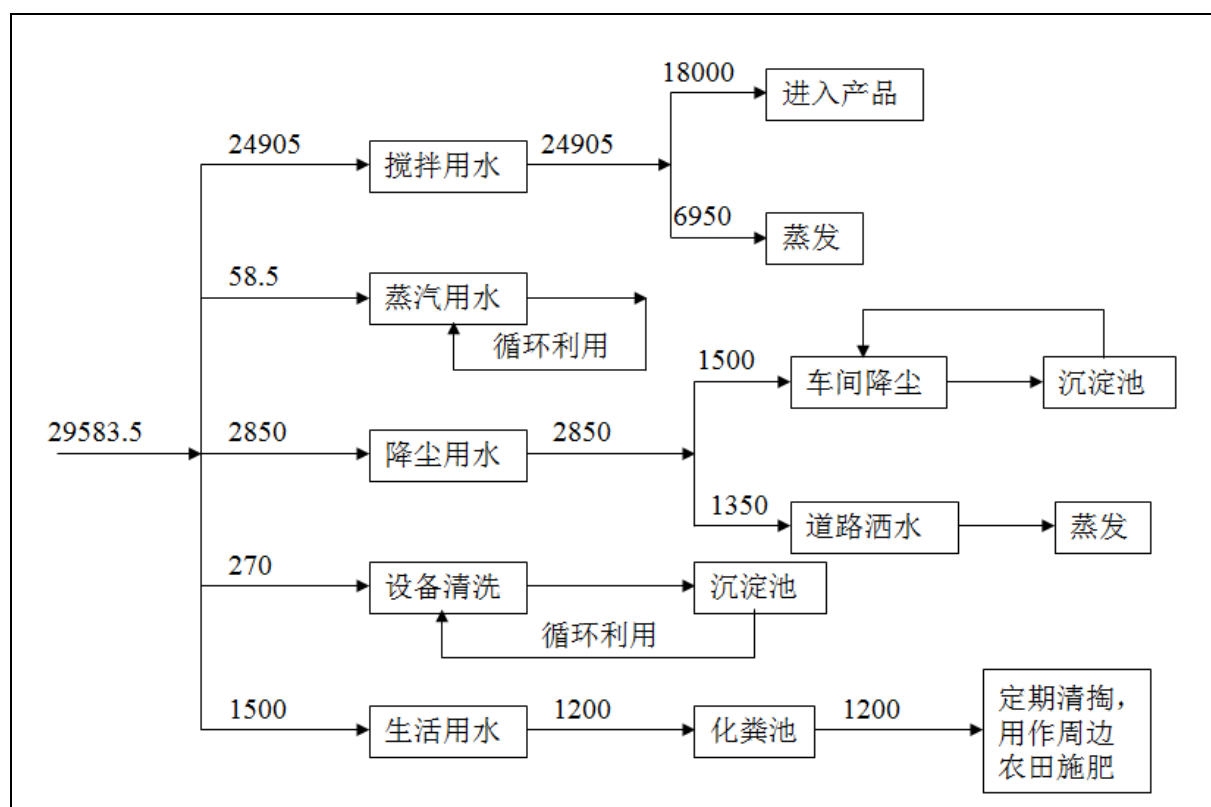 18000
进入产品
24905
搅拌用水
24905
6950
蒸发
58.5
蒸汽用水
循环利用
29583.5
2850
降尘用水
2850
1500
车间降尘
沉淀池
1350
道路洒水
蒸发
270
设备清洗
沉淀池
循环利用
1500
生活用水
1200
化粪池
1200
定期清掏,
用作周边
农田施肥